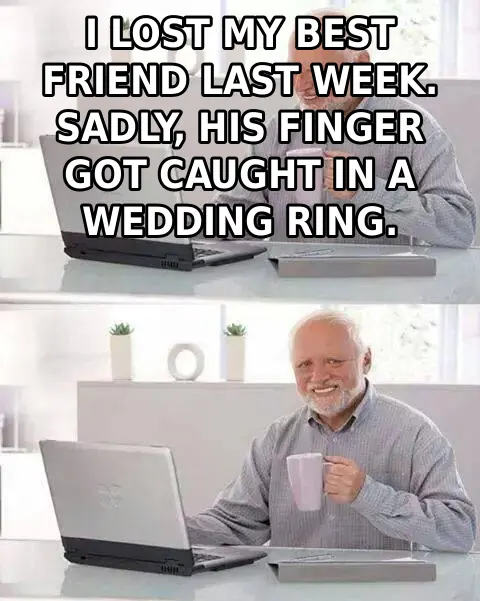 I LOST MY BEST
FRIEND LAST WEEK.
SADLY, HIS FINGER
GOT CAUGHT IN A
WEDDING RING.